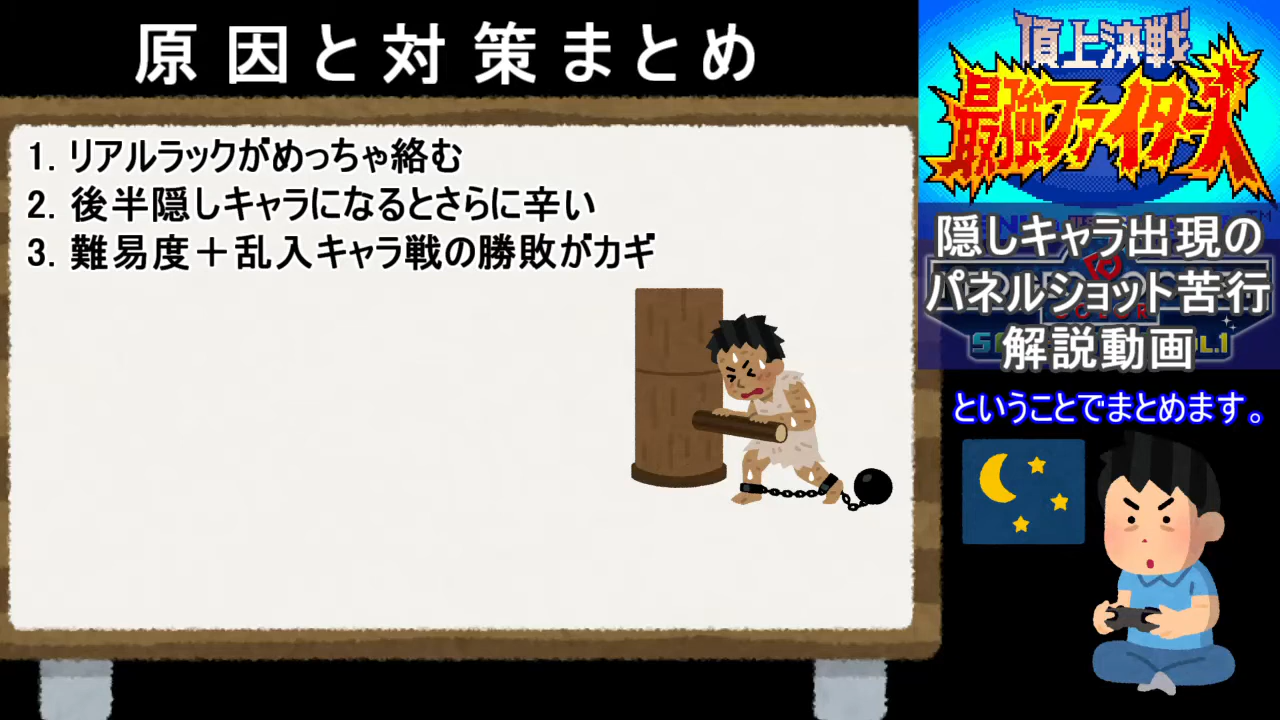 原因と対策まとめ
1. リアルラックがめっちゃ絡む
2. 後半隠しキャラになるとさらに辛い
3. 難易度＋乱入キャラ戦の勝敗がカギ
頂上決戦
最強ファイターズ
隠しキャラ出現の
パネルショット苦行
解説動画
ということでまとめます。